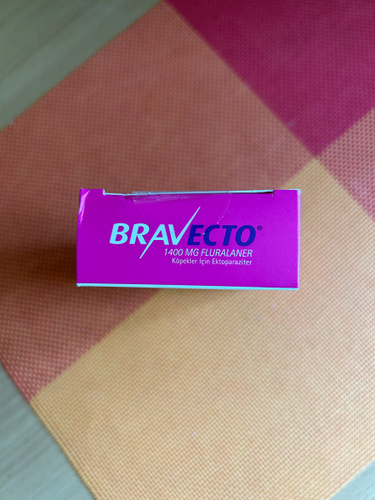 BRAVECTO®
1400 MG FLURALANER
Köpekler İçin Ektoparaziter